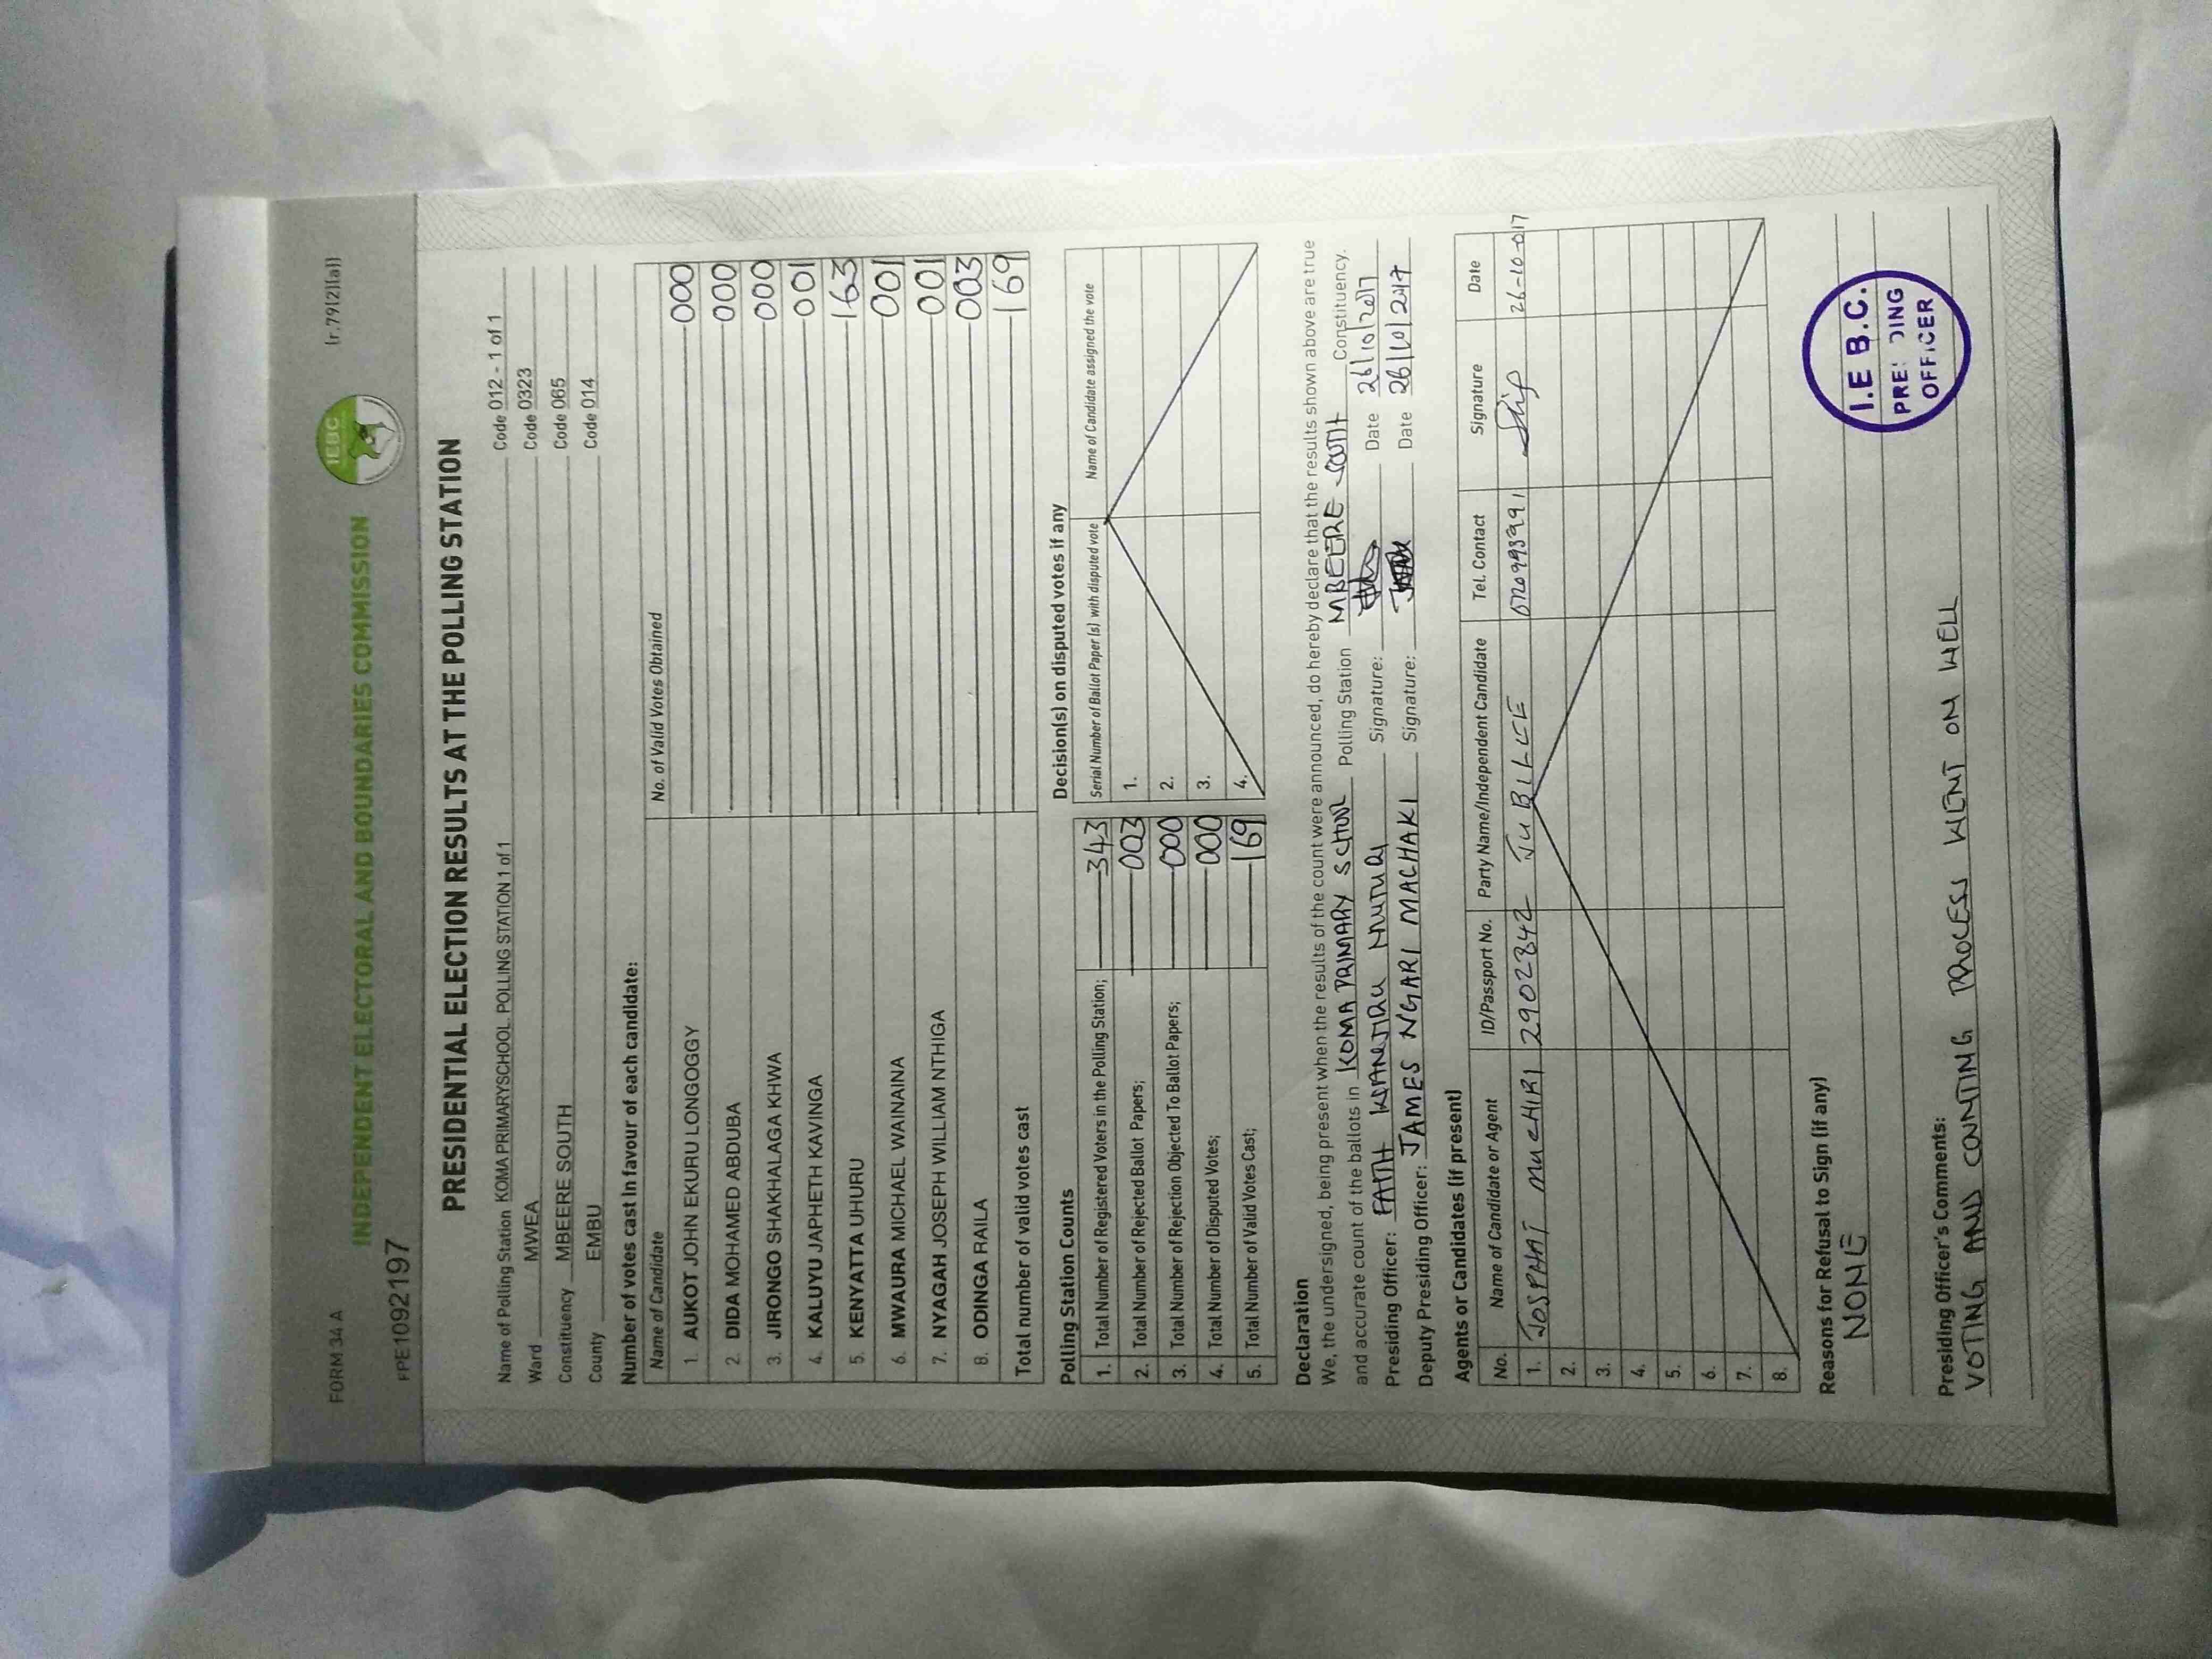 FORM 34 A
(r.79(2)(a))
INDEPENDENT ELECTORAL AND BOUNDARIES COMMISSION
IEBC
PPE1092197
PRESIDENTIAL ELECTION RESULTS AT THE POLLING STATION
Name of Polling Station KOMA PRIMARYSCHOOL POLLING STATION 1 of 1 Code 012 - 1 of 1
Ward MWEA Code 0323
Constituency MBEERE SOUTH Code 065
County EMBU Code 014
Number of votes cast in favour of each candidate:
Name of Candidate No. of Valid Votes Obtained
1. AUKOT JOHN EKURU LONGOGGY 000
2. DIDA MOHAMED ABDUBA 000
3. JIRONGO SHAKHALAGA KHWA 000
4. KALUYU JAPHETH KAVINGA 001
5. KENYATTA UHURU 163
6. MWAURA MICHAEL WAINAINA 001
7. NYAGAH JOSEPH WILLIAM NTHIGA 001
8. ODINGA RAILA 003
Total number of valid votes cast 169
Polling Station Counts
1. Total Number of Registered Voters in the Polling Station; 343
2. Total Number of Rejected Ballot Papers; 003
3. Total Number of Rejection Objected To Ballot Papers; 000
4. Total Number of Disputed Votes; 000
5. Total Number of Valid Votes Cast; 169
Decision(s) on disputed votes if any
Serial Number of Ballot Paper (s) with disputed vote Name of Candidate assigned the vote
1.
2.
3.
4.
Declaration
We, the undersigned, being present when the results of the count were announced, do hereby declare that the results shown above are true
and accurate count of the ballots in KOMA PRIMARY SCHOOL Polling Station MBEERE SOUTH Constituency.
Presiding Officer: FAITH WANJIRU Signature: Date 26/10/2017
Deputy Presiding Officer: JAMES NGARI MACHAKI Signature: Date 26/10/2017
Agents or Candidates (if present)
No. Name of Candidate or Agent ID/Passport No. Party Name/Independent Candidate Tel. Contact Signature Date
1. JOSPHAT MUCHIRI 29023842 JUBILEE 0720998991 26-10-017
2.
3.
4.
5.
6.
7.
8.
Reasons for Refusal to Sign (if any)
NONE
Presiding Officer's Comments:
VOTING AND CONTING PROCESS WENT ON WELL
I.E B.C.
PRE: DING
OFFICER